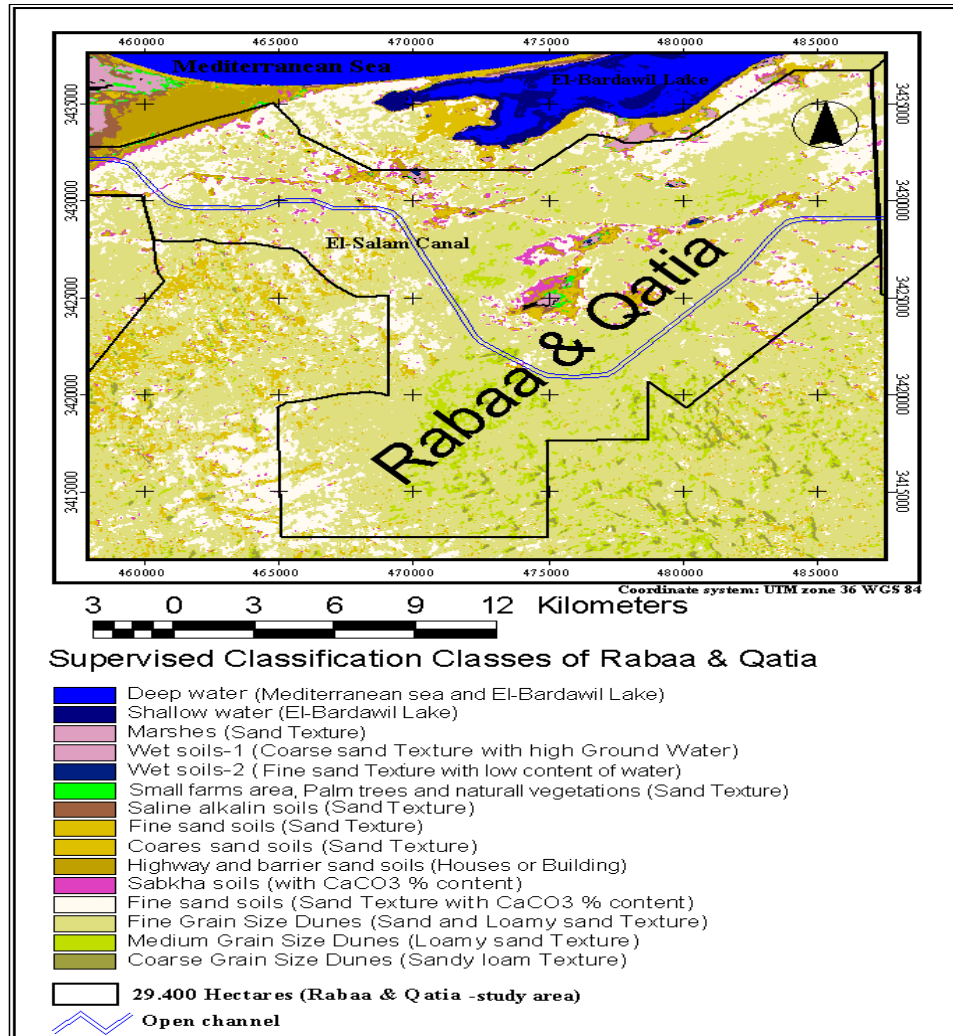 460000 465000 470000 475000 480000 485000
Mediterranean Sea
El-Bardawil Lake
3433000 3433000
3430000 3430000
El-Salam Canal
3423000 3423000
Rabaa & Qatia
3420000 3420000
3413000 3413000
460000 465000 470000 475000 480000 485000
Coordinate system: UTM zone 36 WGS 84
3 0 3 6 9 12 Kilometers
Supervised Classification Classes of Rabaa & Qatia
Deep water (Mediterranean sea and El-Bardawil Lake)
Shallow water (El-Bardawil Lake)
Marshes (Sand Texture)
Wet soils-1 (Coarse sand Texture with high Ground Water)
Wet soils-2 ( Fine sand Texture with low content of water)
Small farms area, Palm trees and naturall vegetations (Sand Texture)
Saline alkalin soils (Sand Texture)
Fine sand soils (Sand Texture)
Coares sand soils (Sand Texture)
Highway and barrier sand soils (Houses or Building)
Sabkha soils (with CaCO3 % content)
Fine sand soils (Sand Texture with CaCO3 % content)
Fine Grain Size Dunes (Sand and Loamy sand Texture)
Medium Grain Size Dunes (Loamy sand Texture)
Coarse Grain Size Dunes (Sandy loam Texture)
29.400 Hectares (Rabaa & Qatia -study area)
Open channel